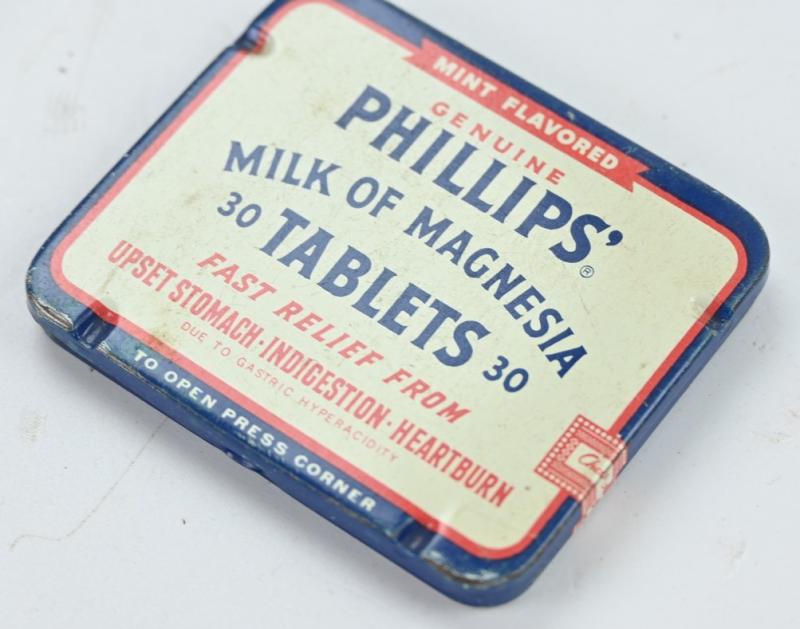 MINT FLAVORED
GENUINE
PHILLIPS'®
MILK OF MAGNESIA
30 TABLETS 30
FAST RELIEF FROM
UPSET STOMACH · INDIGESTION · HEARTBURN
DUE TO GASTRIC HYPERACIDITY
TO OPEN PRESS CORNER